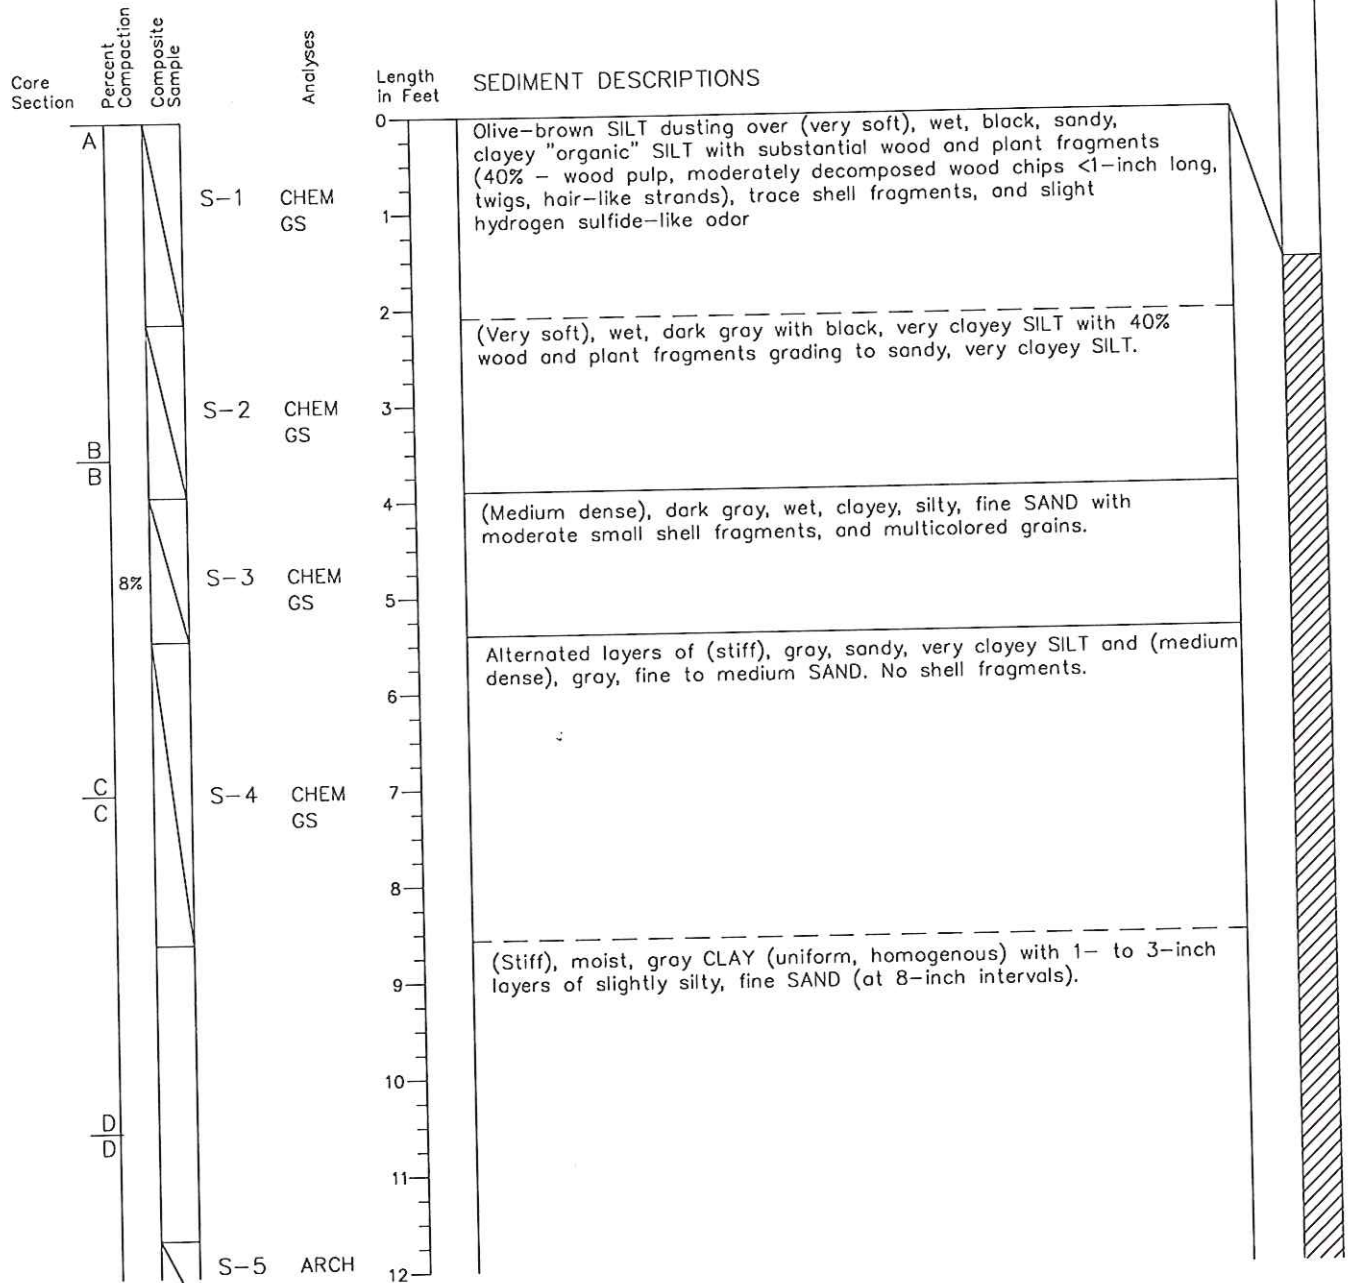 Core
Section
Percent
Compaction
Composite
Sample
Analyses
Length
in Feet
SEDIMENT DESCRIPTIONS
0
A
Olive-brown SILT dusting over (very soft), wet, black, sandy,
clayey "organic" SILT with substantial wood and plant fragments
(40% – wood pulp, moderately decomposed wood chips <1-inch long,
twigs, hair-like strands), trace shell fragments, and slight
hydrogen sulfide-like odor
S-1 CHEM
GS
1
2
(Very soft), wet, dark gray with black, very clayey SILT with 40%
wood and plant fragments grading to sandy, very clayey SILT.
S-2 CHEM
GS
3
B
B
4
(Medium dense), dark gray, wet, clayey, silty, fine SAND with
moderate small shell fragments, and multicolored grains.
8%
S-3 CHEM
GS
5
Alternated layers of (stiff), gray, sandy, very clayey SILT and (medium
dense), gray, fine to medium SAND. No shell fragments.
6
C
C
S-4 CHEM
GS
7
8
(Stiff), moist, gray CLAY (uniform, homogenous) with 1- to 3-inch
layers of slightly silty, fine SAND (at 8-inch intervals).
9
10
D
D
11
S-5 ARCH
12